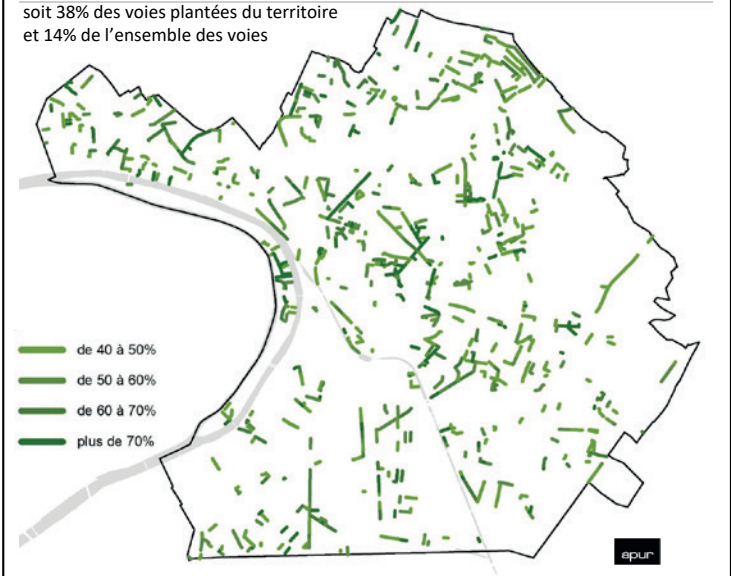 soit 38% des voies plantées du territoire
et 14% de l'ensemble des voies
de 40 à 50%
de 50 à 60%
de 60 à 70%
plus de 70%
apur